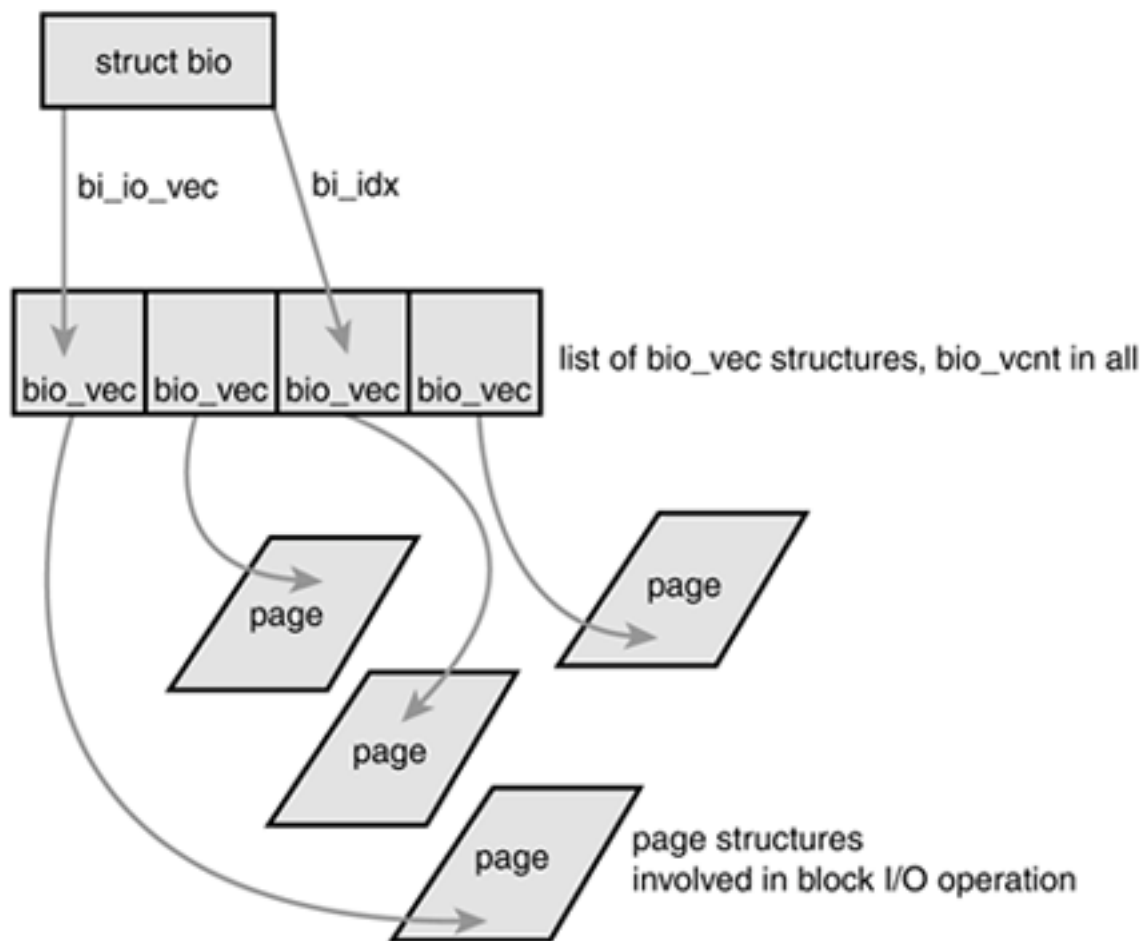 struct bio
bi_io_vec
bi_idx
bio_vec
bio_vec
bio_vec
bio_vec
list of bio_vec structures, bio_vcnt in all
page
page
page
page
page structures
involved in block I/O operation